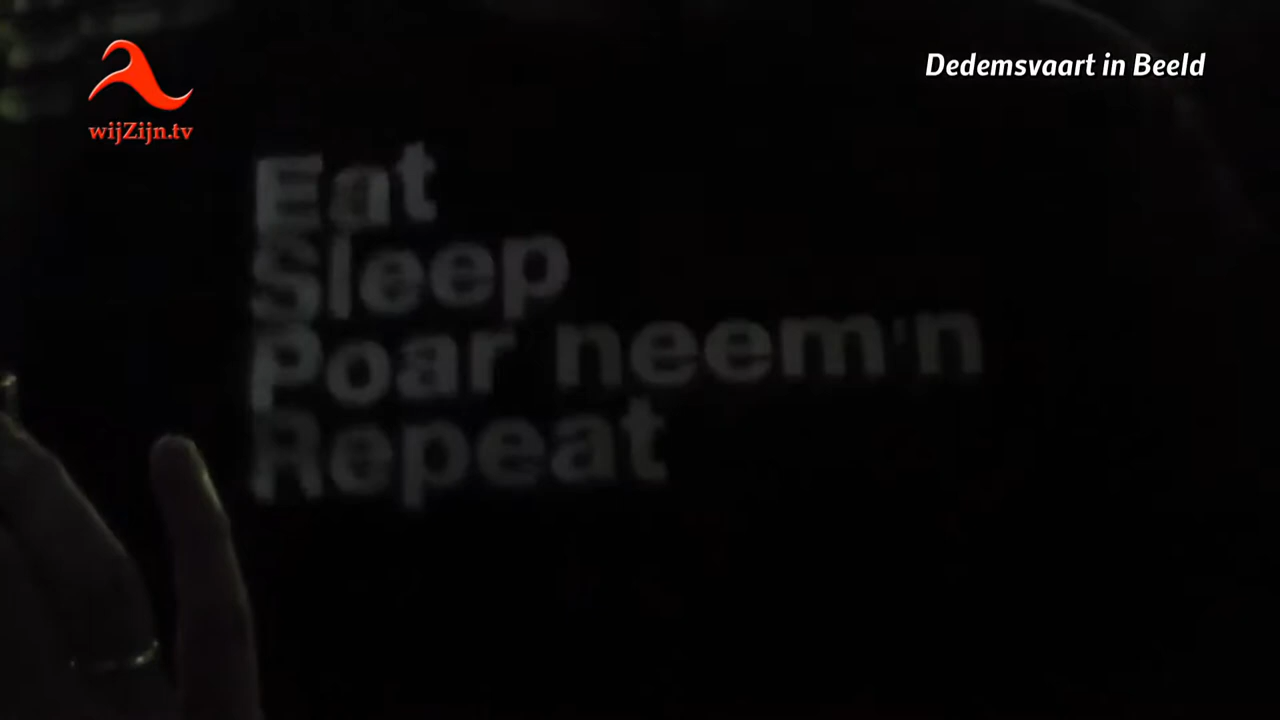 wijZijn.tv
Dedemsvaart in Beeld
Eat
Sleep
Poar neem'n
Repeat